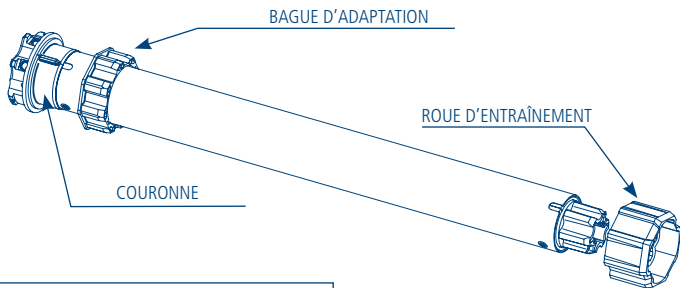 BAGUE D’ADAPTATION
ROUE D’ENTRAÎNEMENT
COURONNE